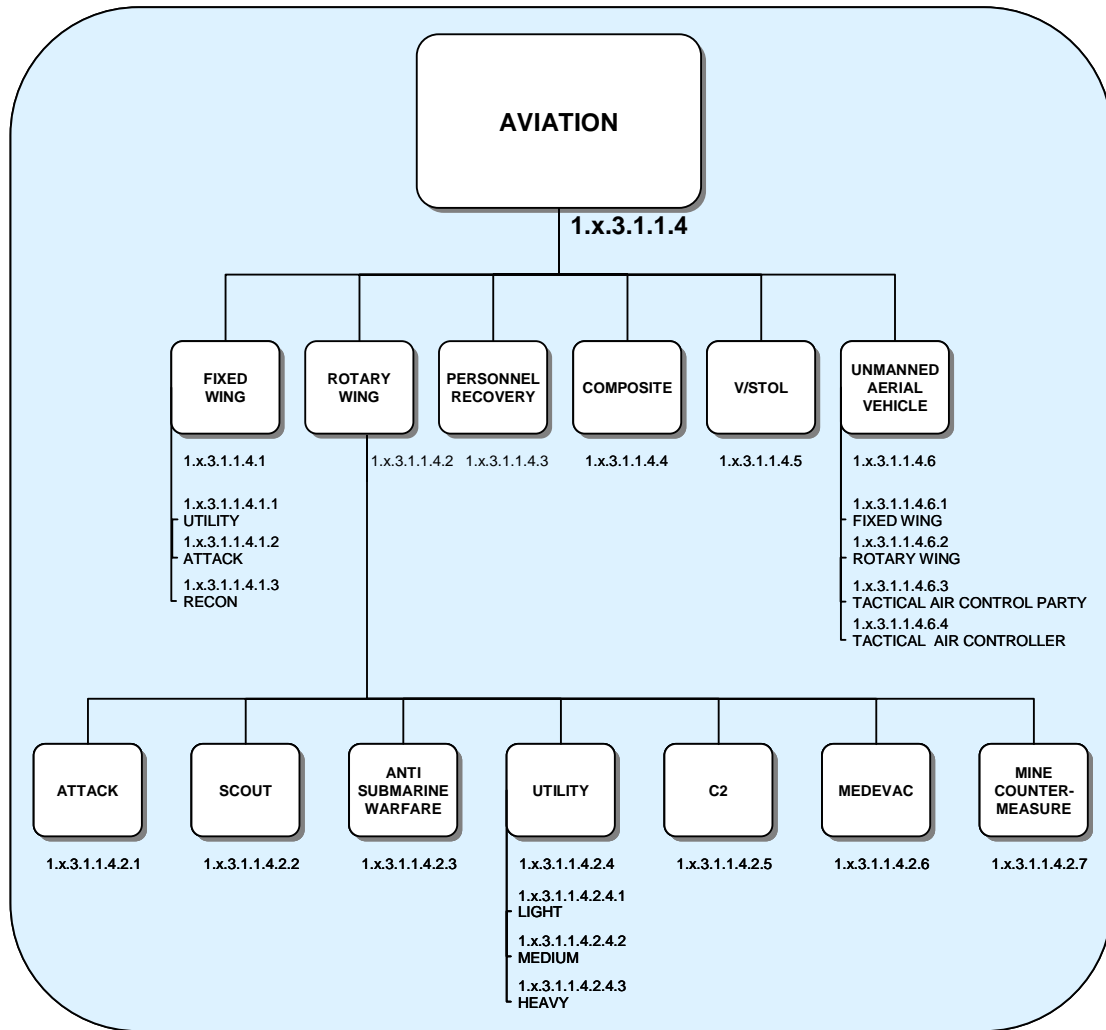 AVIATION
1.x.3.1.1.4
FIXED
WING
ROTARY
WING
PERSONNEL
RECOVERY
COMPOSITE
V/STOL
UNMANNED
AERIAL
VEHICLE
1.x.3.1.1.4.1
1.x.3.1.1.4.2
1.x.3.1.1.4.3
1.x.3.1.1.4.4
1.x.3.1.1.4.5
1.x.3.1.1.4.6
1.x.3.1.1.4.1.1
UTILITY
1.x.3.1.1.4.1.2
ATTACK
1.x.3.1.1.4.1.3
RECON
1.x.3.1.1.4.6.1
FIXED WING
1.x.3.1.1.4.6.2
ROTARY WING
1.x.3.1.1.4.6.3
TACTICAL AIR CONTROL PARTY
1.x.3.1.1.4.6.4
TACTICAL AIR CONTROLLER
ATTACK
SCOUT
ANTI
SUBMARINE
WARFARE
UTILITY
C2
MEDEVAC
MINE
COUNTER-
MEASURE
1.x.3.1.1.4.2.1
1.x.3.1.1.4.2.2
1.x.3.1.1.4.2.3
1.x.3.1.1.4.2.4
1.x.3.1.1.4.2.5
1.x.3.1.1.4.2.6
1.x.3.1.1.4.2.7
1.x.3.1.1.4.2.4.1
LIGHT
1.x.3.1.1.4.2.4.2
MEDIUM
1.x.3.1.1.4.2.4.3
HEAVY